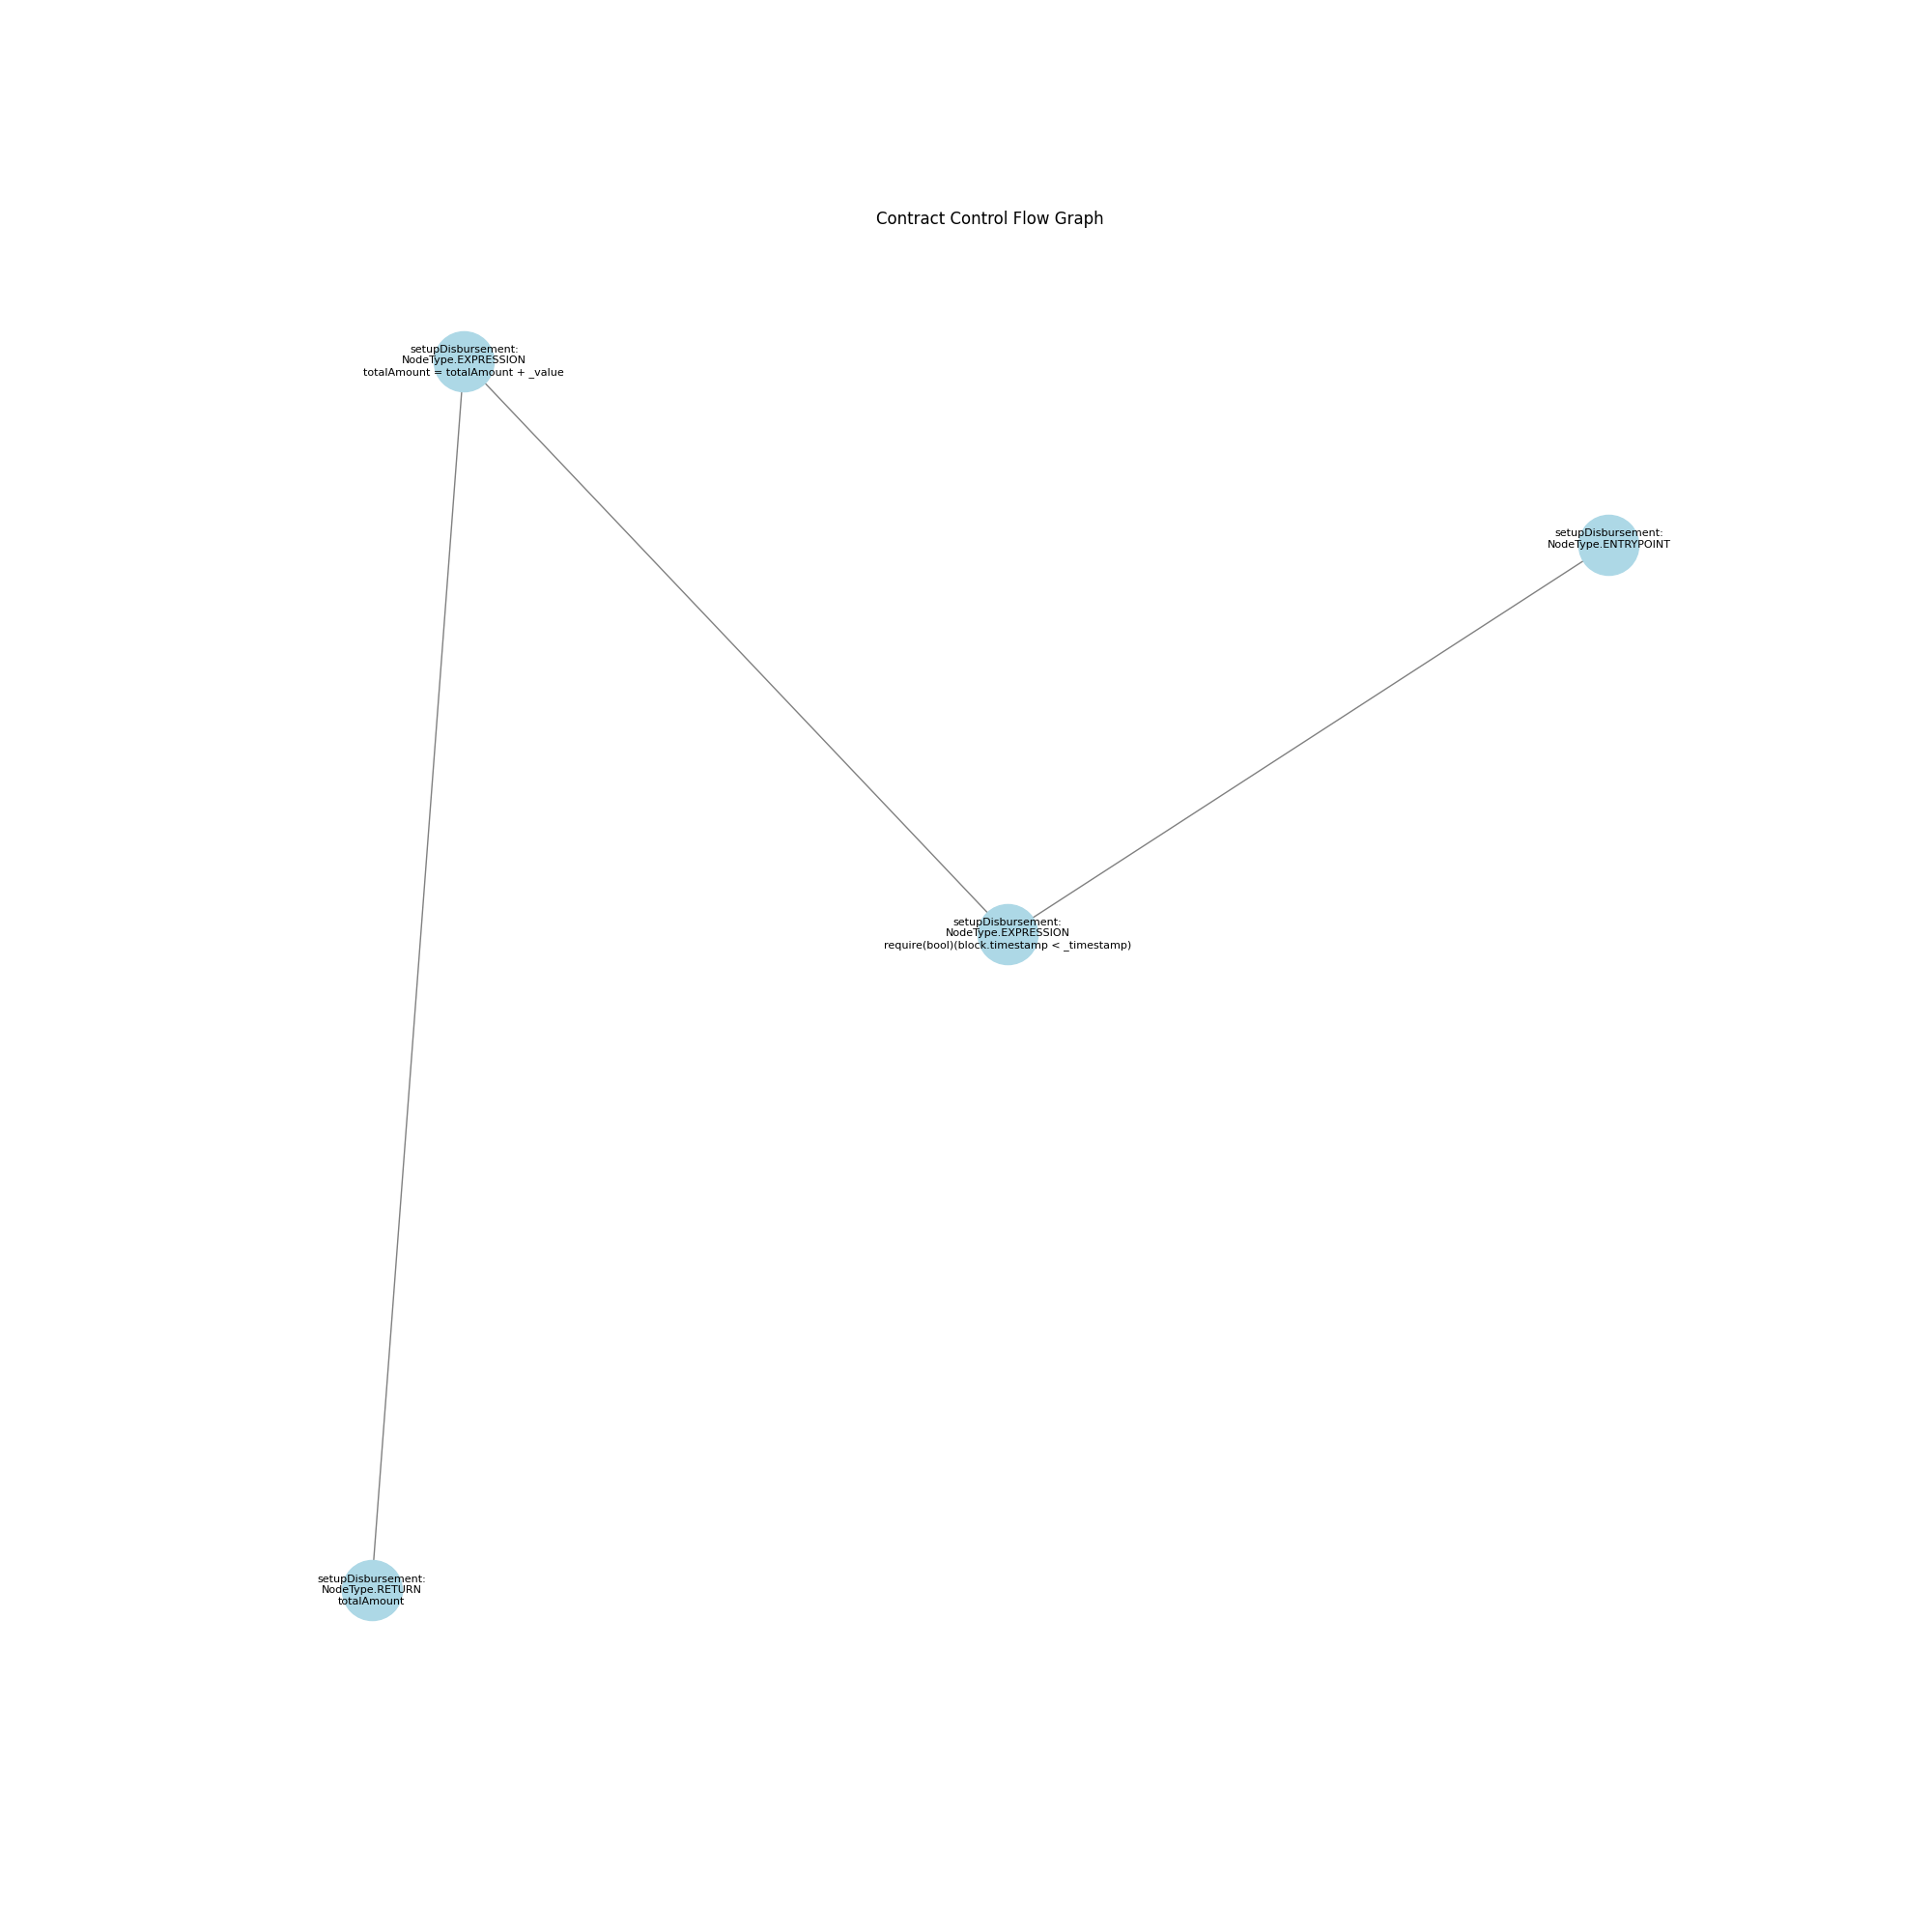 Contract Control Flow Graph
setupDisbursement:
NodeType.EXPRESSION
totalAmount = totalAmount + _value
setupDisbursement:
NodeType.ENTRYPOINT
setupDisbursement:
NodeType.EXPRESSION
require(bool)(block.timestamp < _timestamp)
setupDisbursement:
NodeType.RETURN
totalAmount